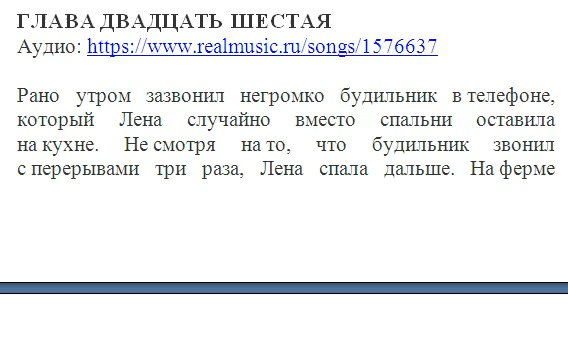 ГЛАВА ДВАДЦАТЬ ШЕСТАЯ
Аудио: https://www.realmusic.ru/songs/1576637
Рано утром зазвонил негромко будильник в телефоне,
который Лена случайно вместо спальни оставила
на кухне. Не смотря на то, что будильник звонил
с перерывами три раза, Лена спала дальше. На ферме